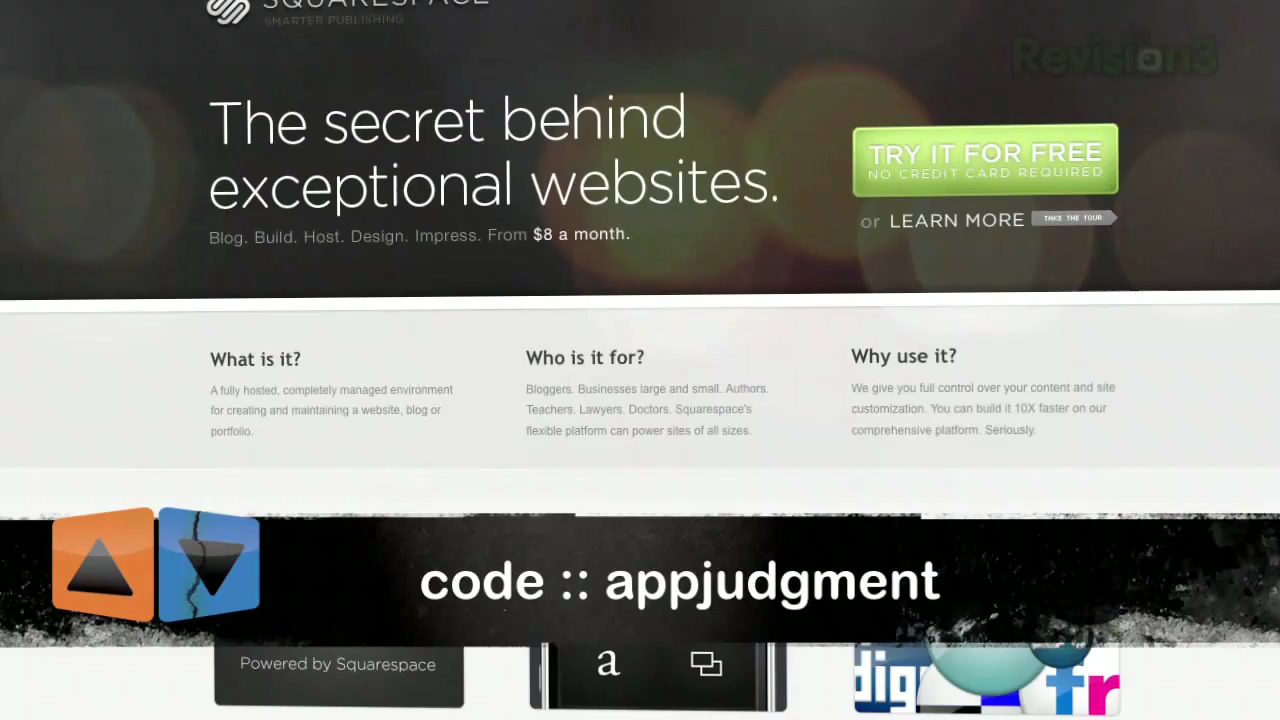 SQUARESPACE
SMARTER PUBLISHING
Revision3
The secret behind
exceptional websites.
Blog. Build. Host. Design. Impress. From $8 a month.
TRY IT FOR FREE
NO CREDIT CARD REQUIRED
or LEARN MORE TAKE THE TOUR
What is it?
A fully hosted, completely managed environment
for creating and maintaining a website, blog or
portfolio.
Who is it for?
Bloggers. Businesses large and small. Authors.
Teachers. Lawyers. Doctors. Squarespace's
flexible platform can power sites of all sizes.
Why use it?
We give you full control over your content and site
customization. You can build it 10X faster on our
comprehensive platform. Seriously.
code :: appjudgment
Powered by Squarespace
a
dig
f
fr